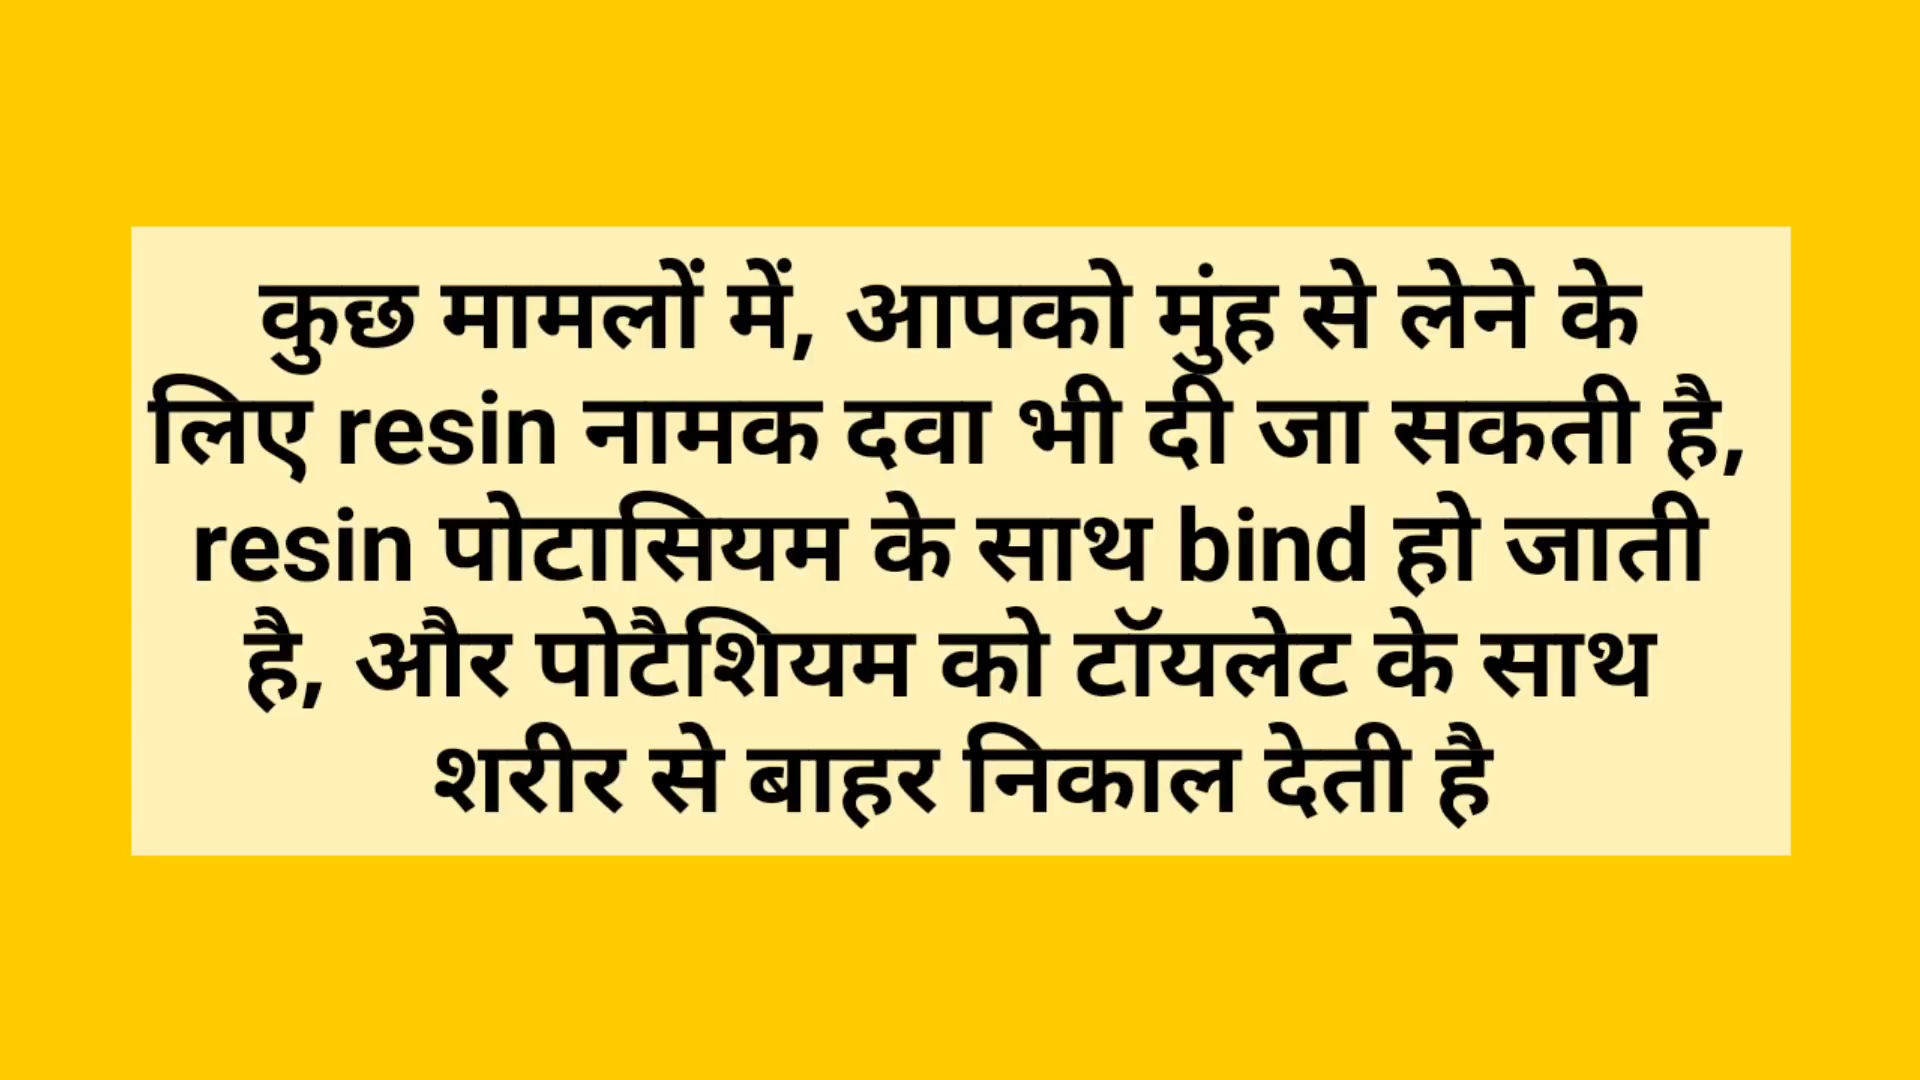 कुछ मामलों में, आपको मुंह से लेने के
लिए resin नामक दवा भी दी जा सकती है,
resin पोटासियम के साथ bind हो जाती
है, और पोटैशियम को टॉयलेट के साथ
शरीर से बाहर निकाल देती है